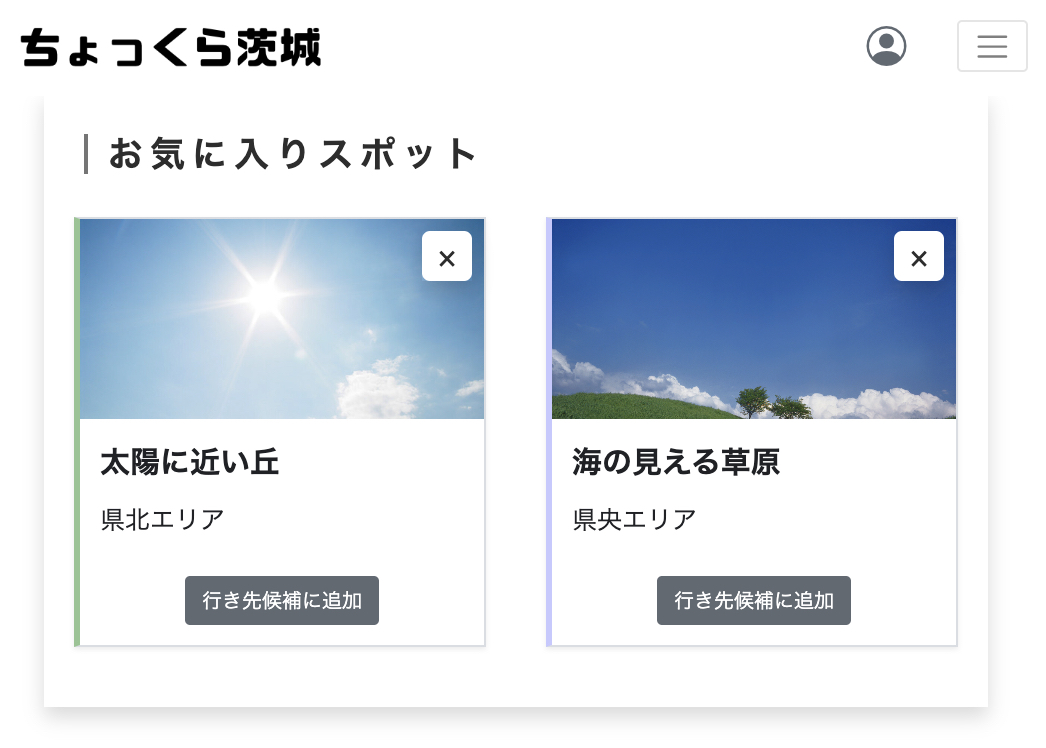 ちょっくら茨城
お気に入りスポット
×
×
太陽に近い丘
海の見える草原
県北エリア
県央エリア
行き先候補に追加
行き先候補に追加